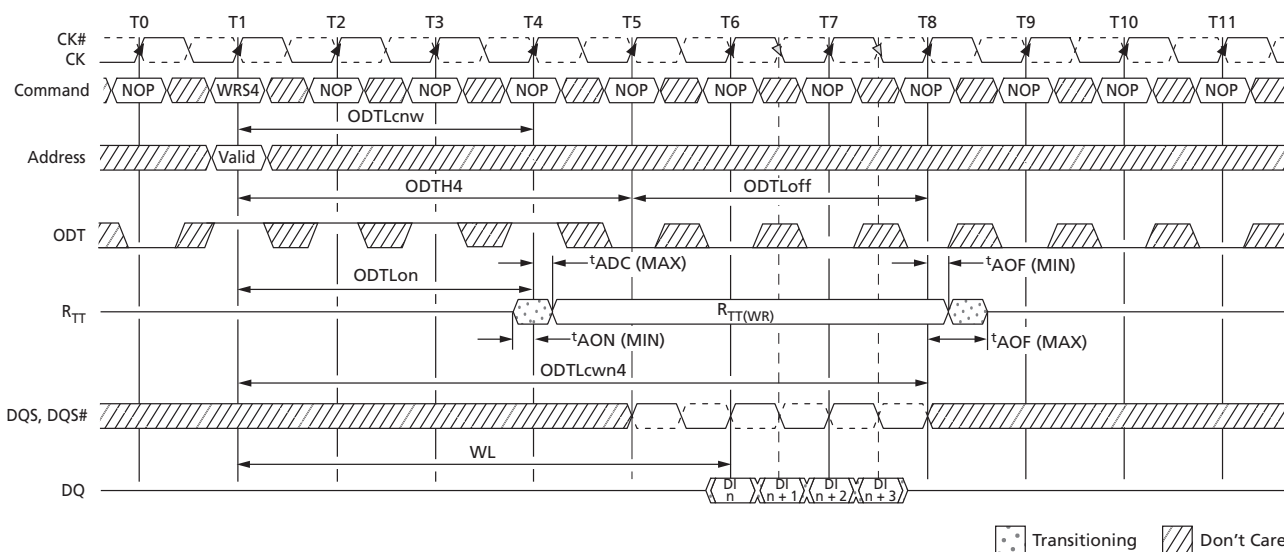 T0 T1 T2 T3 T4 T5 T6 T7 T8 T9 T10 T11
CK#
CK
Command NOP WRS4 NOP NOP NOP NOP NOP NOP NOP NOP NOP NOP
ODTLcnw
Address Valid
ODTH4 ODTLoff
ODT
tADC (MAX) tAOF (MIN)
ODTLon
RTT RTT(WR)
tAON (MIN) tAOF (MAX)
ODTLcwn4
DQS, DQS#
WL
DQ DI n DI n + 1 DI n + 2 DI n + 3
Transitioning Don't Care